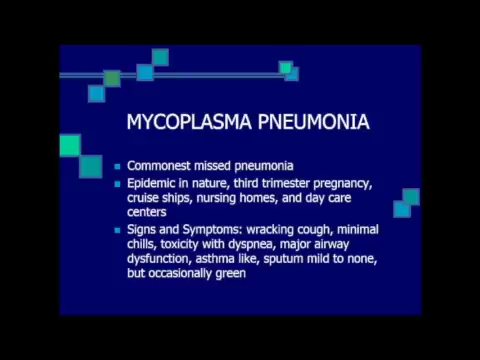 MYCOPLASMA PNEUMONIA
Commonest missed pneumonia
Epidemic in nature, third trimester pregnancy,
cruise ships, nursing homes, and day care
centers
Signs and Symptoms: wracking cough, minimal
chills, toxicity with dyspnea, major airway
dysfunction, asthma like, sputum mild to none,
but occasionally green